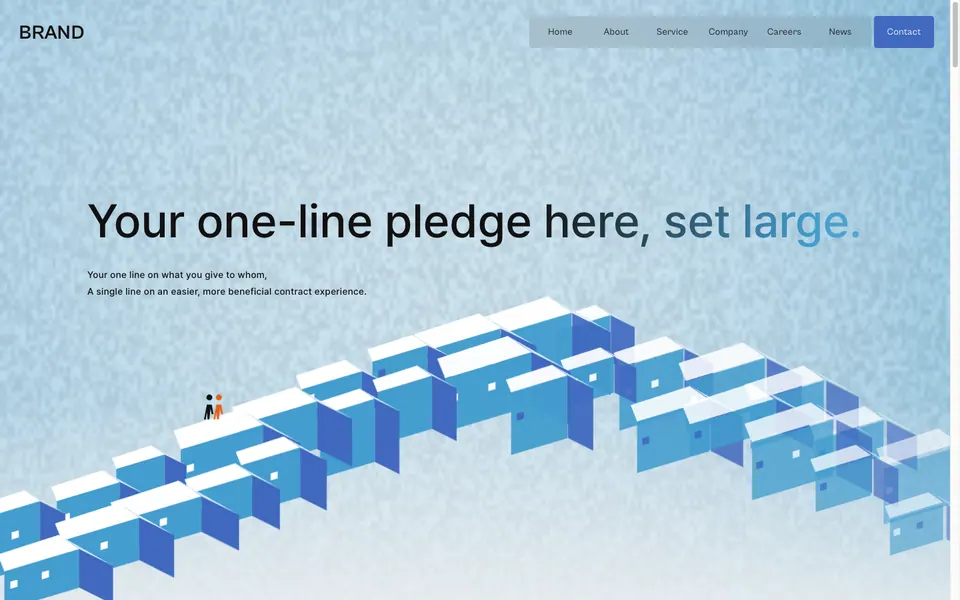 BRAND
Home About Service Company Careers News Contact
Your one-line pledge here, set large.
Your one line on what you give to whom,
A single line on an easier, more beneficial contract experience.